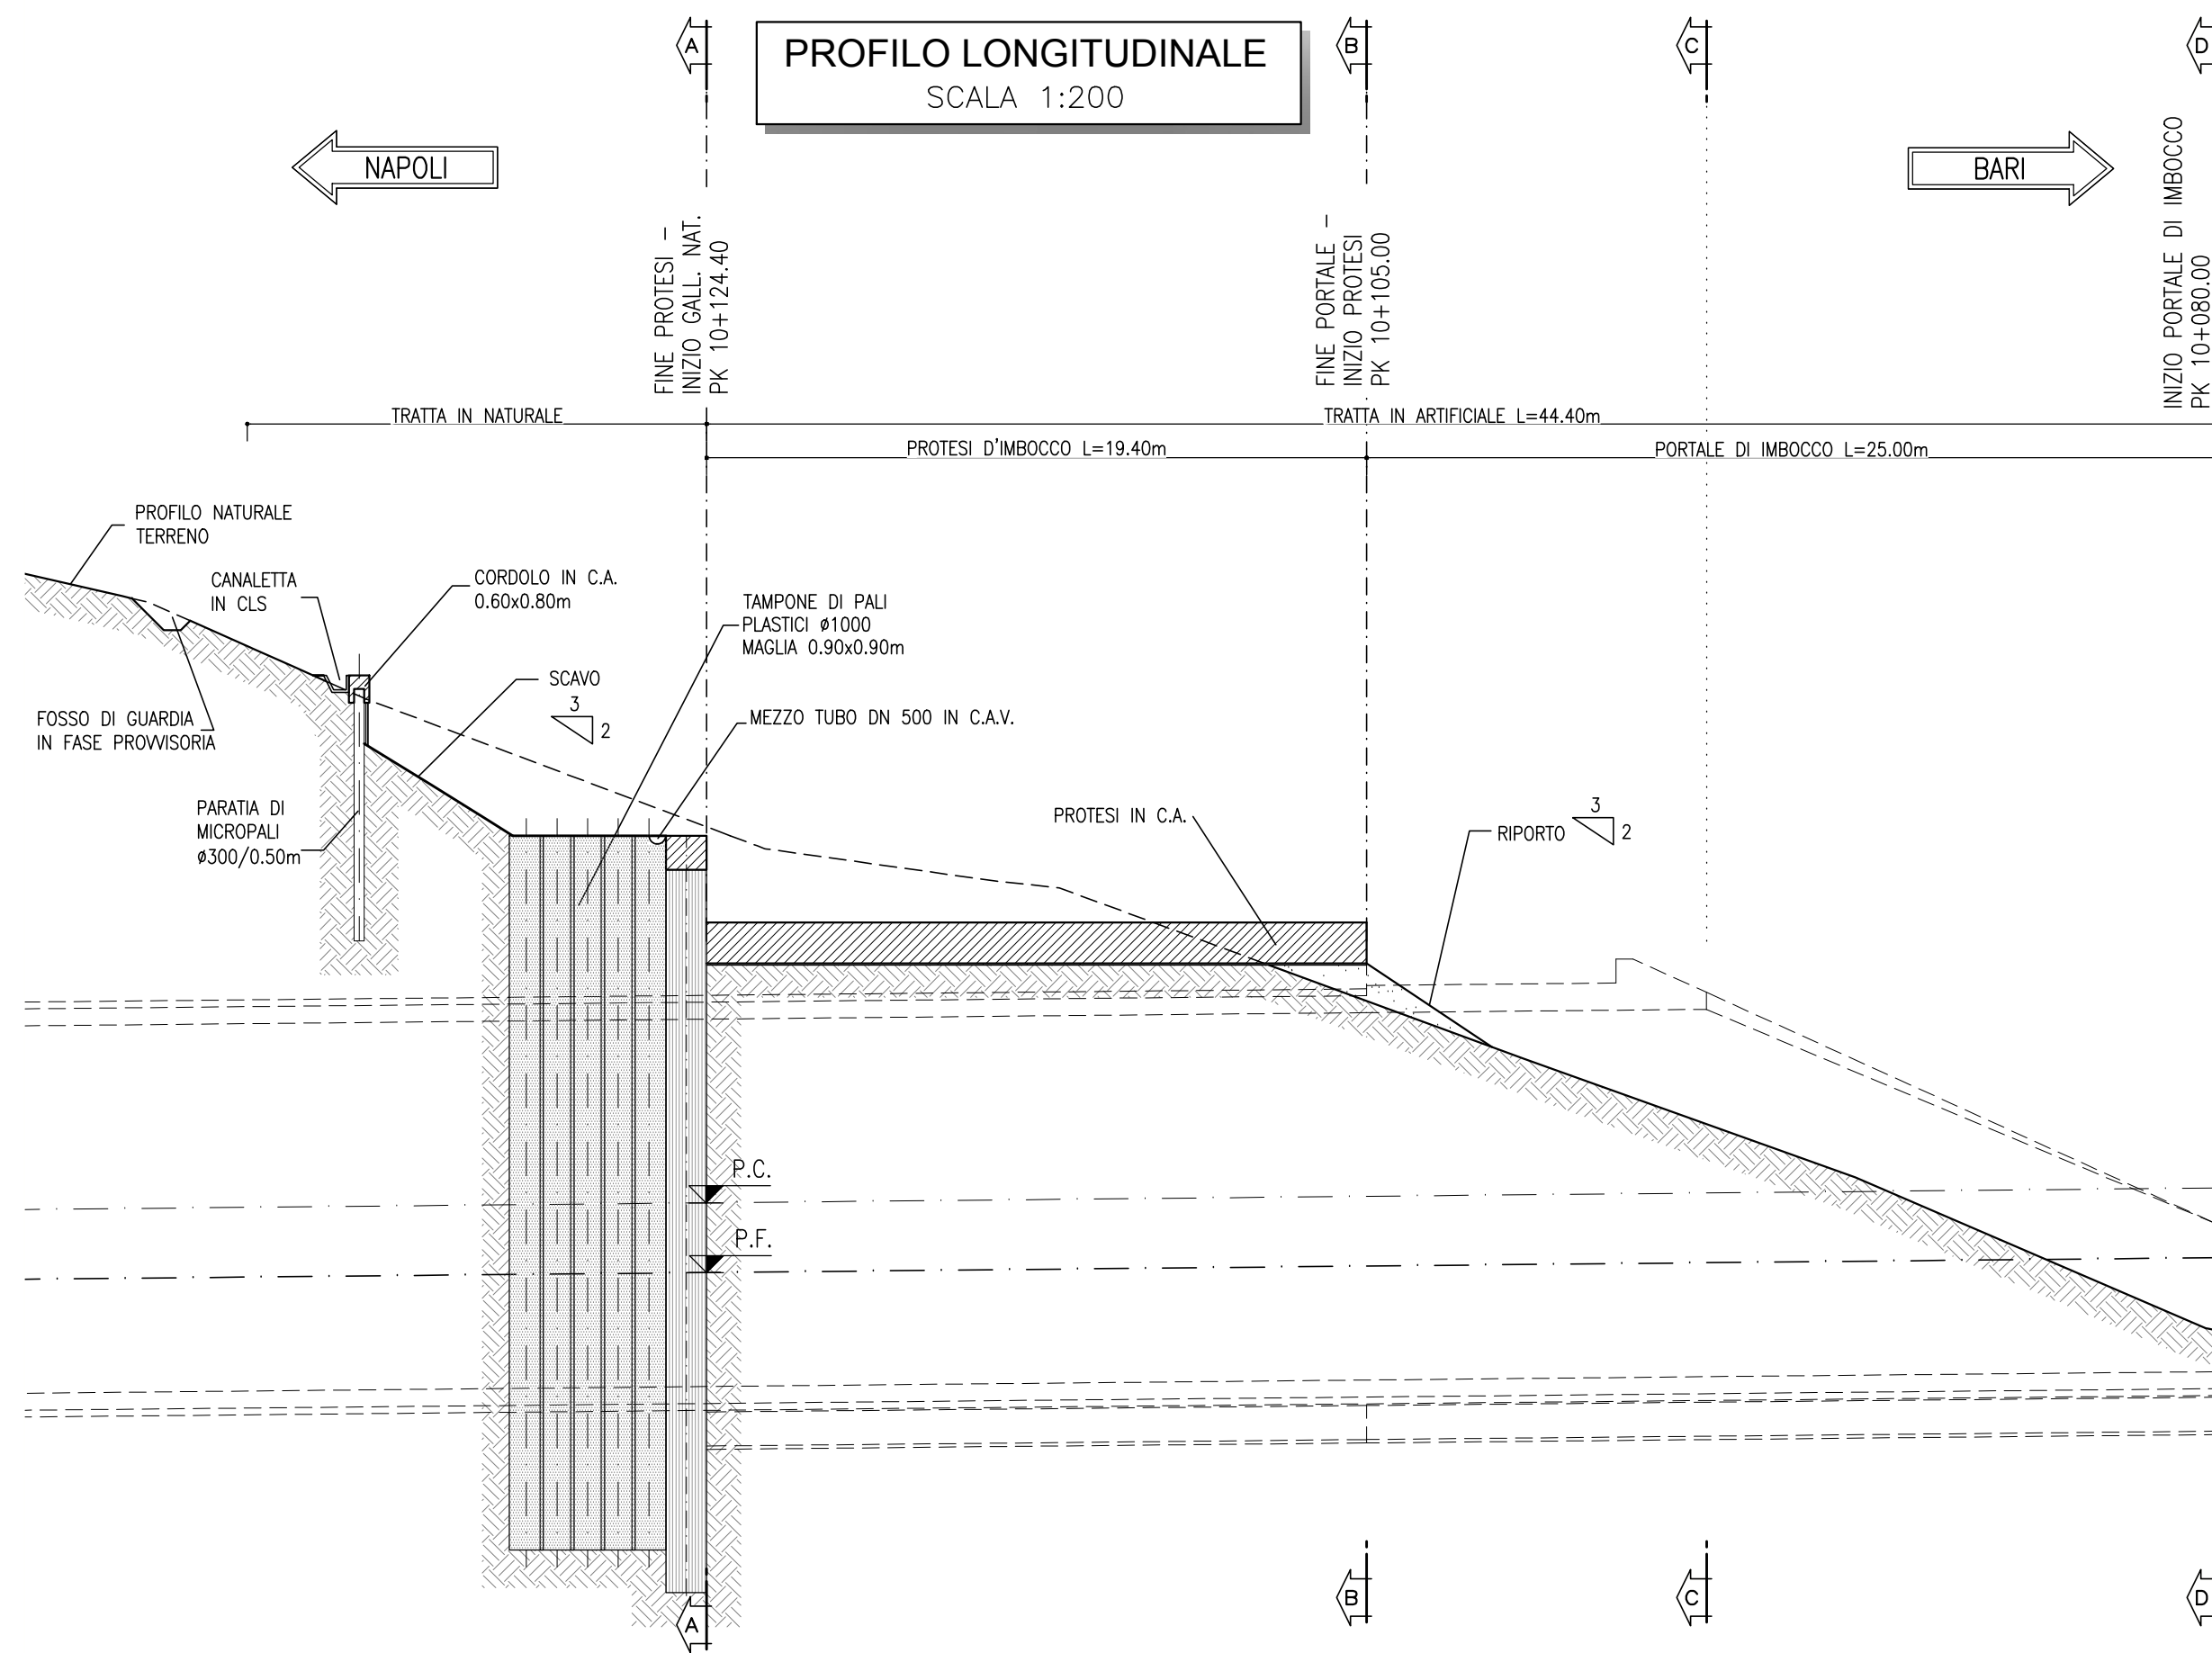 A
B
C
D
PROFILO LONGITUDINALE
SCALA 1:200
NAPOLI
BARI
FINE PROTESI –
INIZIO GALL. NAT.
PK 10+124.40
FINE PORTALE –
INIZIO PROTESI
PK 10+105.00
INIZIO PORTALE DI IMBOCCO
PK 10+080.00
TRATTA IN NATURALE
TRATTA IN ARTIFICIALE L=44.40m
PROTESI D'IMBOCCO L=19.40m
PORTALE DI IMBOCCO L=25.00m
PROFILO NATURALE
TERRENO
CANALETTA
IN CLS
CORDOLO IN C.A.
0.60x0.80m
TAMPONE DI PALI
PLASTICI ø1000
MAGLIA 0.90x0.90m
SCAVO
3
2
FOSSO DI GUARDIA
IN FASE PROVVISORIA
MEZZO TUBO DN 500 IN C.A.V.
PARATIA DI
MICROPALI
ø300/0.50m
PROTESI IN C.A.
RIPORTO
3
2
P.C.
P.F.
A
B
C
D